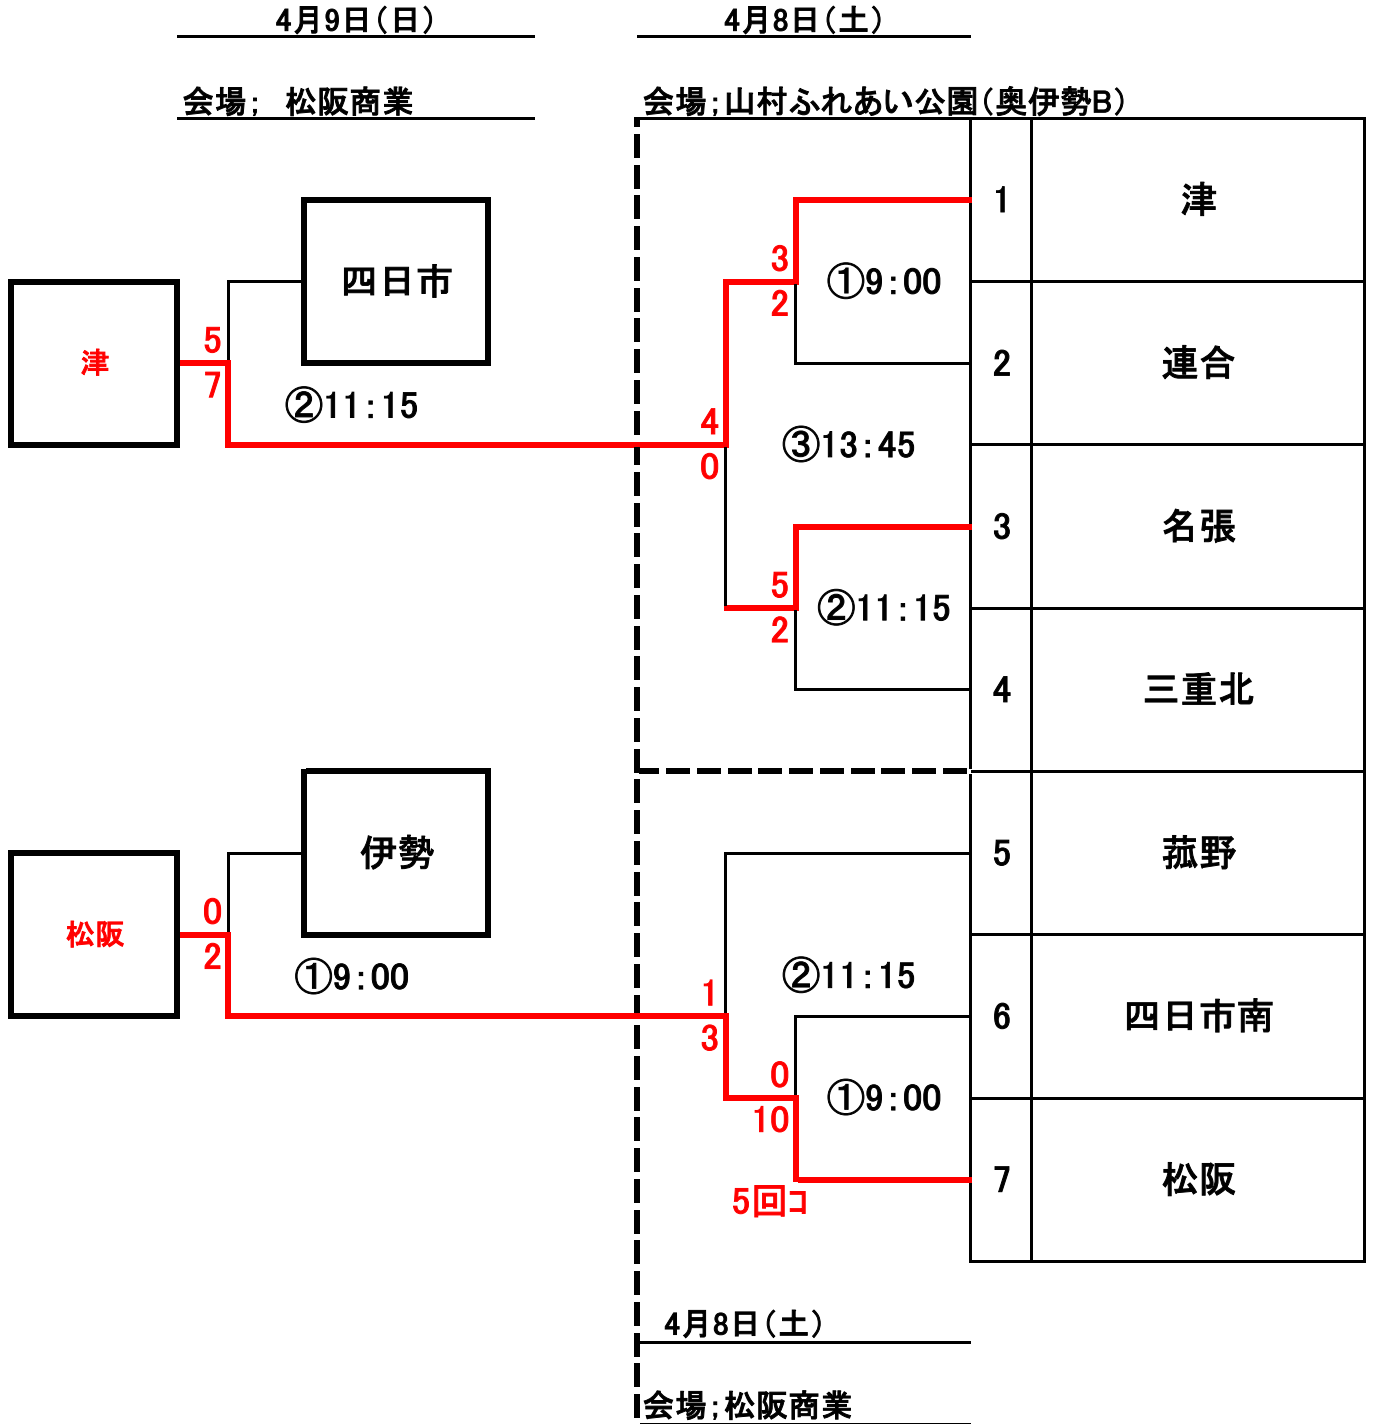 4月9日(日)
4月8日(土)
会場; 松阪商業
会場;山村ふれあい公園(奥伊勢B)
1 津
四日市
3
①9:00
2
5
津
7
2 連合
②11:15
4
③13:45
0
3 名張
5
②11:15
2
4 三重北
伊勢
5 菰野
0
松阪
2
①9:00
②11:15
1
3
6 四日市南
0
①9:00
10
7 松阪
5回コ
4月8日(土)
会場;松阪商業